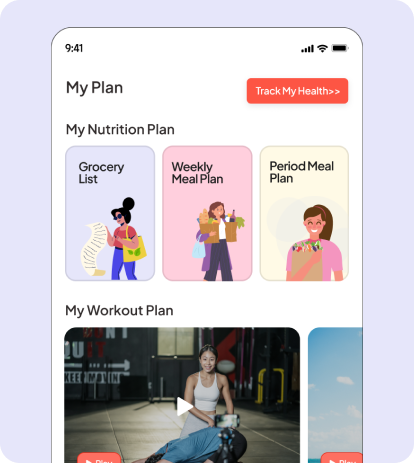 9:41
My Plan
Track My Health>>
My Nutrition Plan
Grocery
List
Weekly
Meal Plan
Period Meal
Plan
My Workout Plan
Play
Play